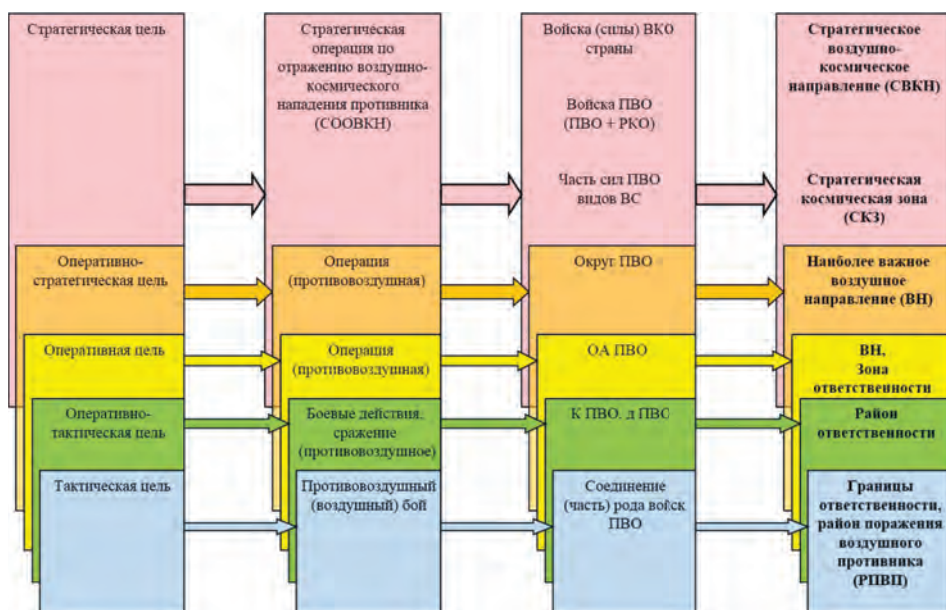 Стратегическая цель
Стратегическая
операция по
отражению воздушно-
космического
нападения противника
(СООВКН)
Войска (силы) ВКО
страны
Войска ПВО
(ПВО + РКО)
Часть сил ПВО
видов ВС
Стратегическое
воздушно-
космическое
направление (СВКН)
Стратегическая
космическая зона
(СКЗ)
Оперативно-
стратегическая цель
Операция
(противовоздушная)
Округ ПВО
Наиболее важное
воздушное
направление (ВН)
Оперативная цель
Операция
(противовоздушная)
ОА ПВО
ВН,
Зона
ответственности
Оперативно-
тактическая цель
Боевые действия,
сражение
(противовоздушное)
К ПВО, д ПВО
Район
ответственности
Тактическая цель
Противовоздушный
(воздушный) бой
Соединение
(часть) рода войск
ПВО
Границы
ответственности,
район поражения
воздушного
противника
(РПВП)